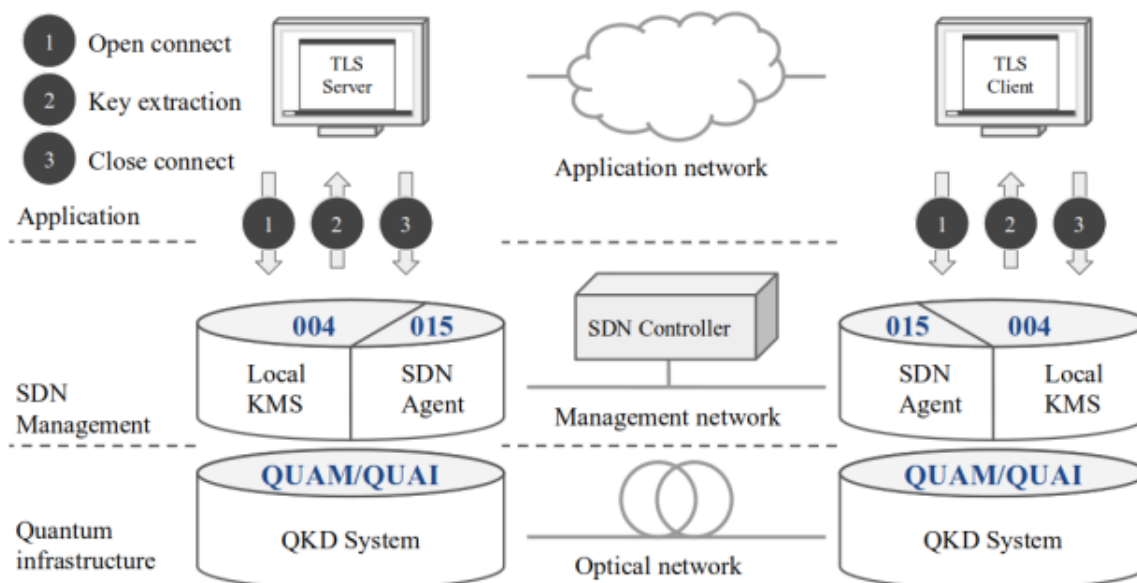 1 Open connect
2 Key extraction
3 Close connect
TLS
Server
TLS
Client
Application network
Application
1 2 3
1 2 3
004 015
Local
KMS
SDN
Agent
SDN Controller
015 004
SDN
Agent
Local
KMS
SDN
Management
Management network
QUAM/QUAI
QUAM/QUAI
Quantum
infrastructure
QKD System
Optical network
QKD System